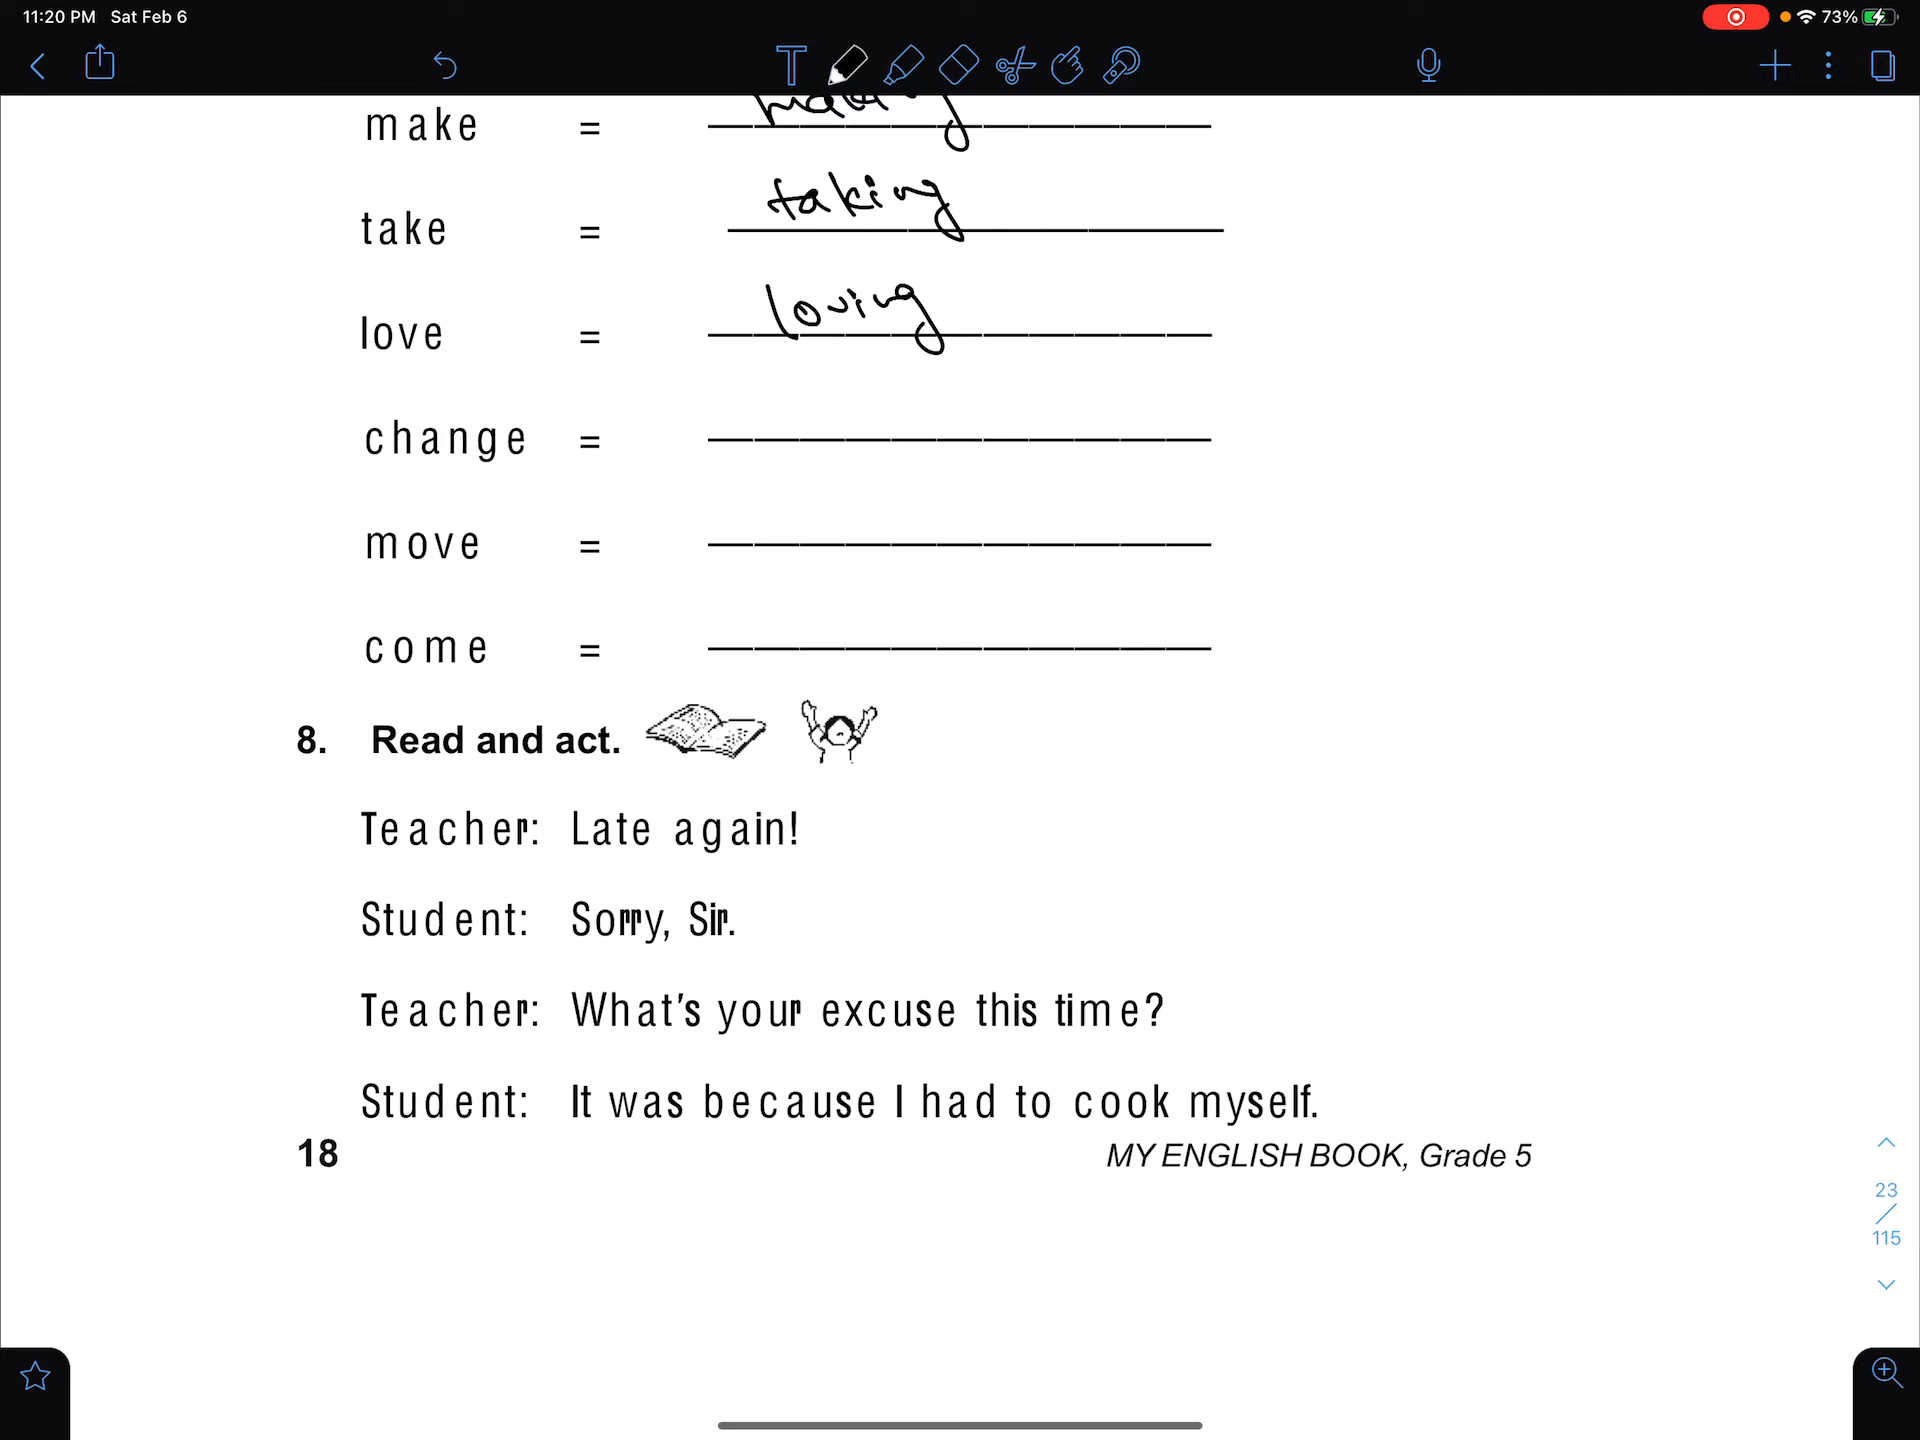 11:20 PM Sat Feb 6 73%
make = making
take = taking
love = loving
change =
move =
come =
8. Read and act.
Teacher: Late again!
Student: Sorry, Sir.
Teacher: What's your excuse this time?
Student: It was because I had to cook myself.
18 MY ENGLISH BOOK, Grade 5
23
/
115